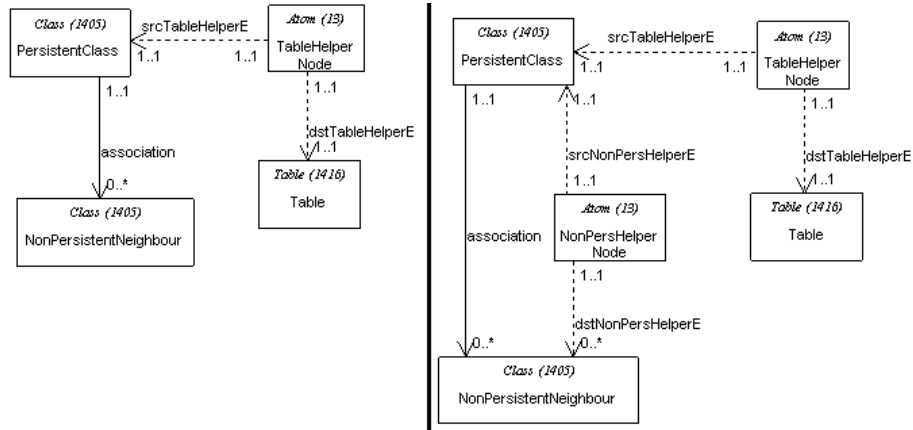 Class (1405)
PersistentClass
srcTableHelperE
1..1
1..1
Atom (13)
TableHelper
Node
1..1
1..1
dstTableHelperE
1..1
association
0..*
Table (1416)
Table
Class (1405)
NonPersistentNeighbour
Class (1405)
PersistentClass
srcTableHelperE
1..1
1..1
Atom (13)
TableHelper
Node
1..1
1..1
1..1
srcNonPersHelperE
dstTableHelperE
1..1
1..1
Atom (13)
NonPersHelper
Node
Table (1416)
Table
association
1..1
dstNonPersHelperE
0..*
0..*
Class (1405)
NonPersistentNeighbour